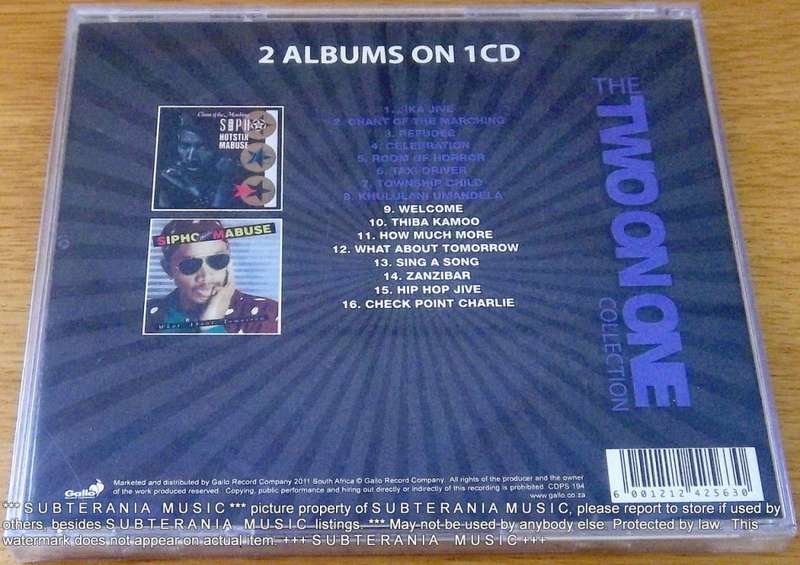 2 ALBUMS ON 1CD
Chant of the Marching
SIPHO
HOTSTIX
MABUSE
SIPHO MABUSE
What About Tomorrow
1. JIKA JIVE
2. CHANT OF THE MARCHING
3. REFUGEE
4. CELEBRATION
5. ROOM OF HORROR
6. TAXI DRIVER
7. TOWNSHIP CHILD
8. KHULULANI UMANDELA
9. WELCOME
10. THIBA KAMOO
11. HOW MUCH MORE
12. WHAT ABOUT TOMORROW
13. SING A SONG
14. ZANZIBAR
15. HIP HOP JIVE
16. CHECK POINT CHARLIE
THE
TWO ON ONE
COLLECTION
Gallo
Marketed and distributed by Gallo Record Company 2011 South Africa © Gallo Record Company. All rights of the producer and the owner
of the work produced reserved. Copying, public performance and hiring out directly or indirectly of this recording is prohibited. CDPS 194
www.gallo.co.za
6 001212 425630
*** S U B T E R A N I A M U S I C *** picture property of S U B T E R A N I A M U S I C, please report to store if used by
others, besides S U B T E R A N I A M U S I C listings. *** May not be used by anybody else. Protected by law. This
watermark does not appear on actual item. +++ S U B T E R A N I A M U S I C +++